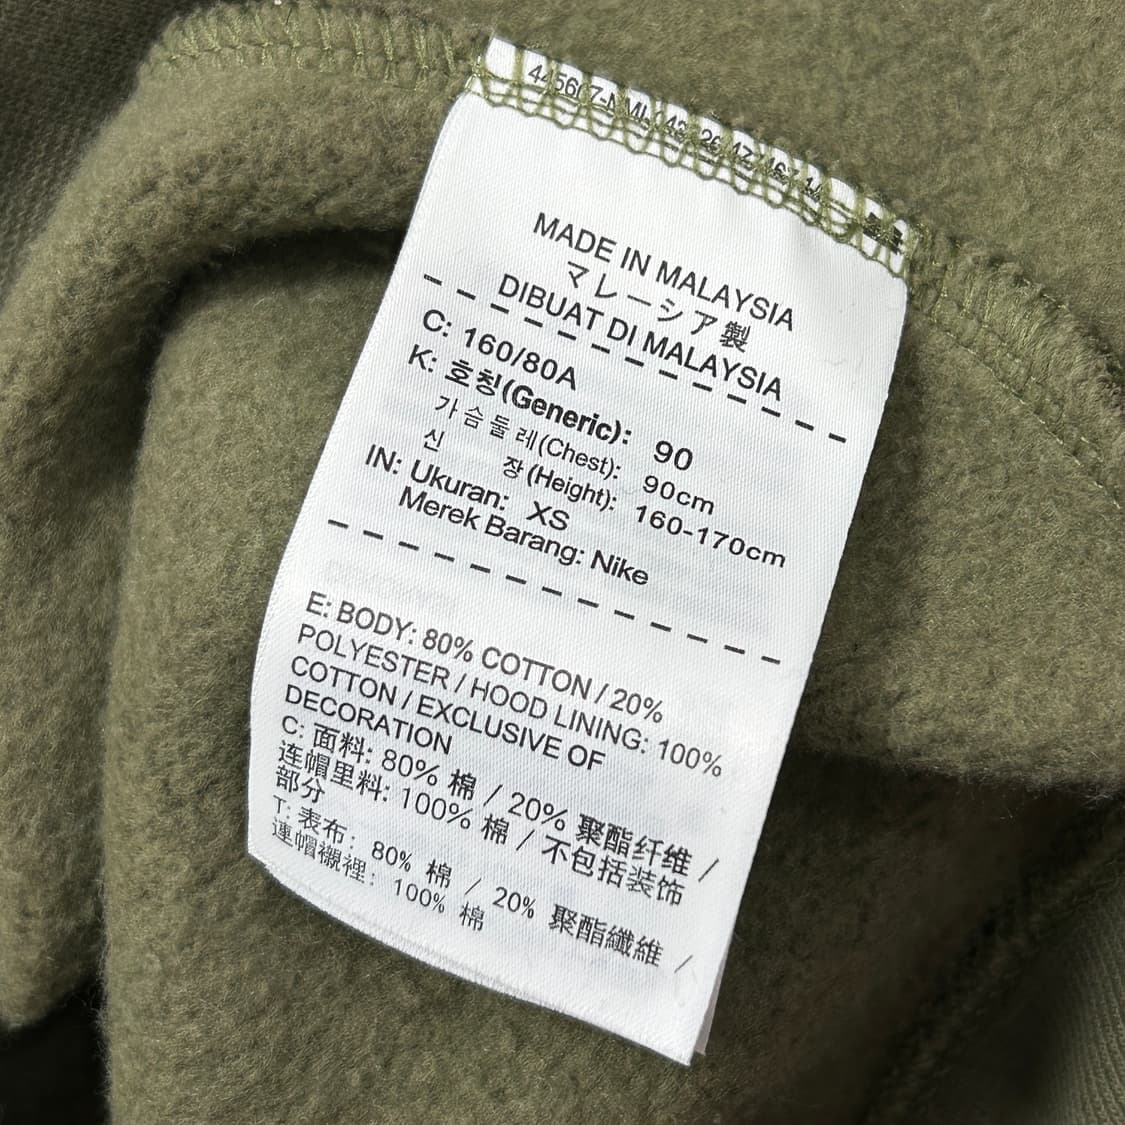 MADE IN MALAYSIA
マレーシア製
DIBUAT DI MALAYSIA
C: 160/80A
K: 호칭(Generic): 90
가슴둘레(Chest): 90cm
신 장(Height): 160-170cm
IN: Ukuran: XS
Merek Barang: Nike
E: BODY: 80% COTTON / 20%
POLYESTER / HOOD LINING: 100%
COTTON / EXCLUSIVE OF
DECORATION
C: 面料: 80% 棉 / 20% 聚酯纤维 /
连帽里料: 100% 棉 / 不包括装饰
部分
T: 表布: 80% 棉 / 20% 聚酯纖維 /
連帽襯裡: 100% 棉